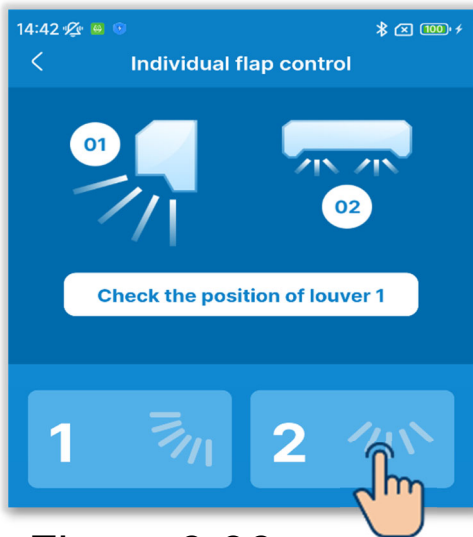 14:42 100
Individual flap control
01
02
Check the position of louver 1
1 2